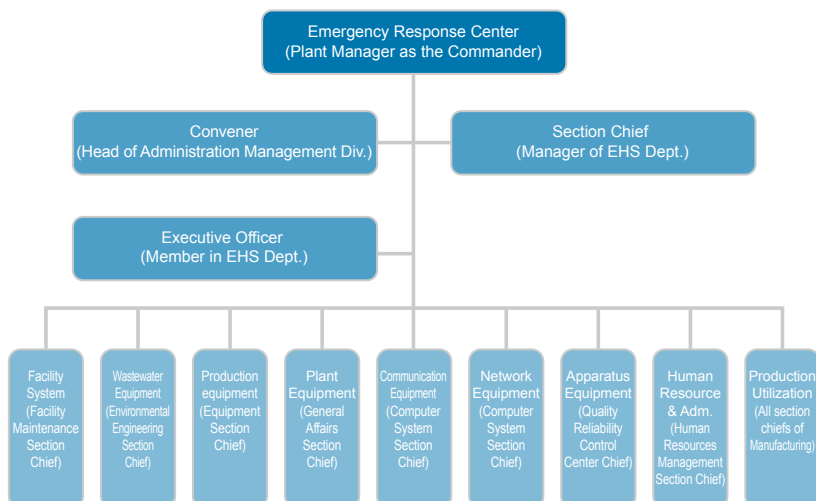 Emergency Response Center
(Plant Manager as the Commander)
Convener
(Head of Administration Management Div.)
Section Chief
(Manager of EHS Dept.)
Executive Officer
(Member in EHS Dept.)
Facility
System
(Facility
Maintenance
Section
Chief)
Wastewater
Equipment
(Environmental
Engineering
Section
Chief)
Production
equipment
(Equipment
Section
Chief)
Plant
Equipment
(General
Affairs
Section
Chief)
Communication
Equipment
(Computer
System
Section
Chief)
Network
Equipment
(Computer
System
Section
Chief)
Apparatus
Equipment
(Quality
Reliability
Control
Center Chief)
Human
Resource
& Adm.
(Human
Resources
Management
Section Chief)
Production
Utilization
(All section
chiefs of
Manufacturing)